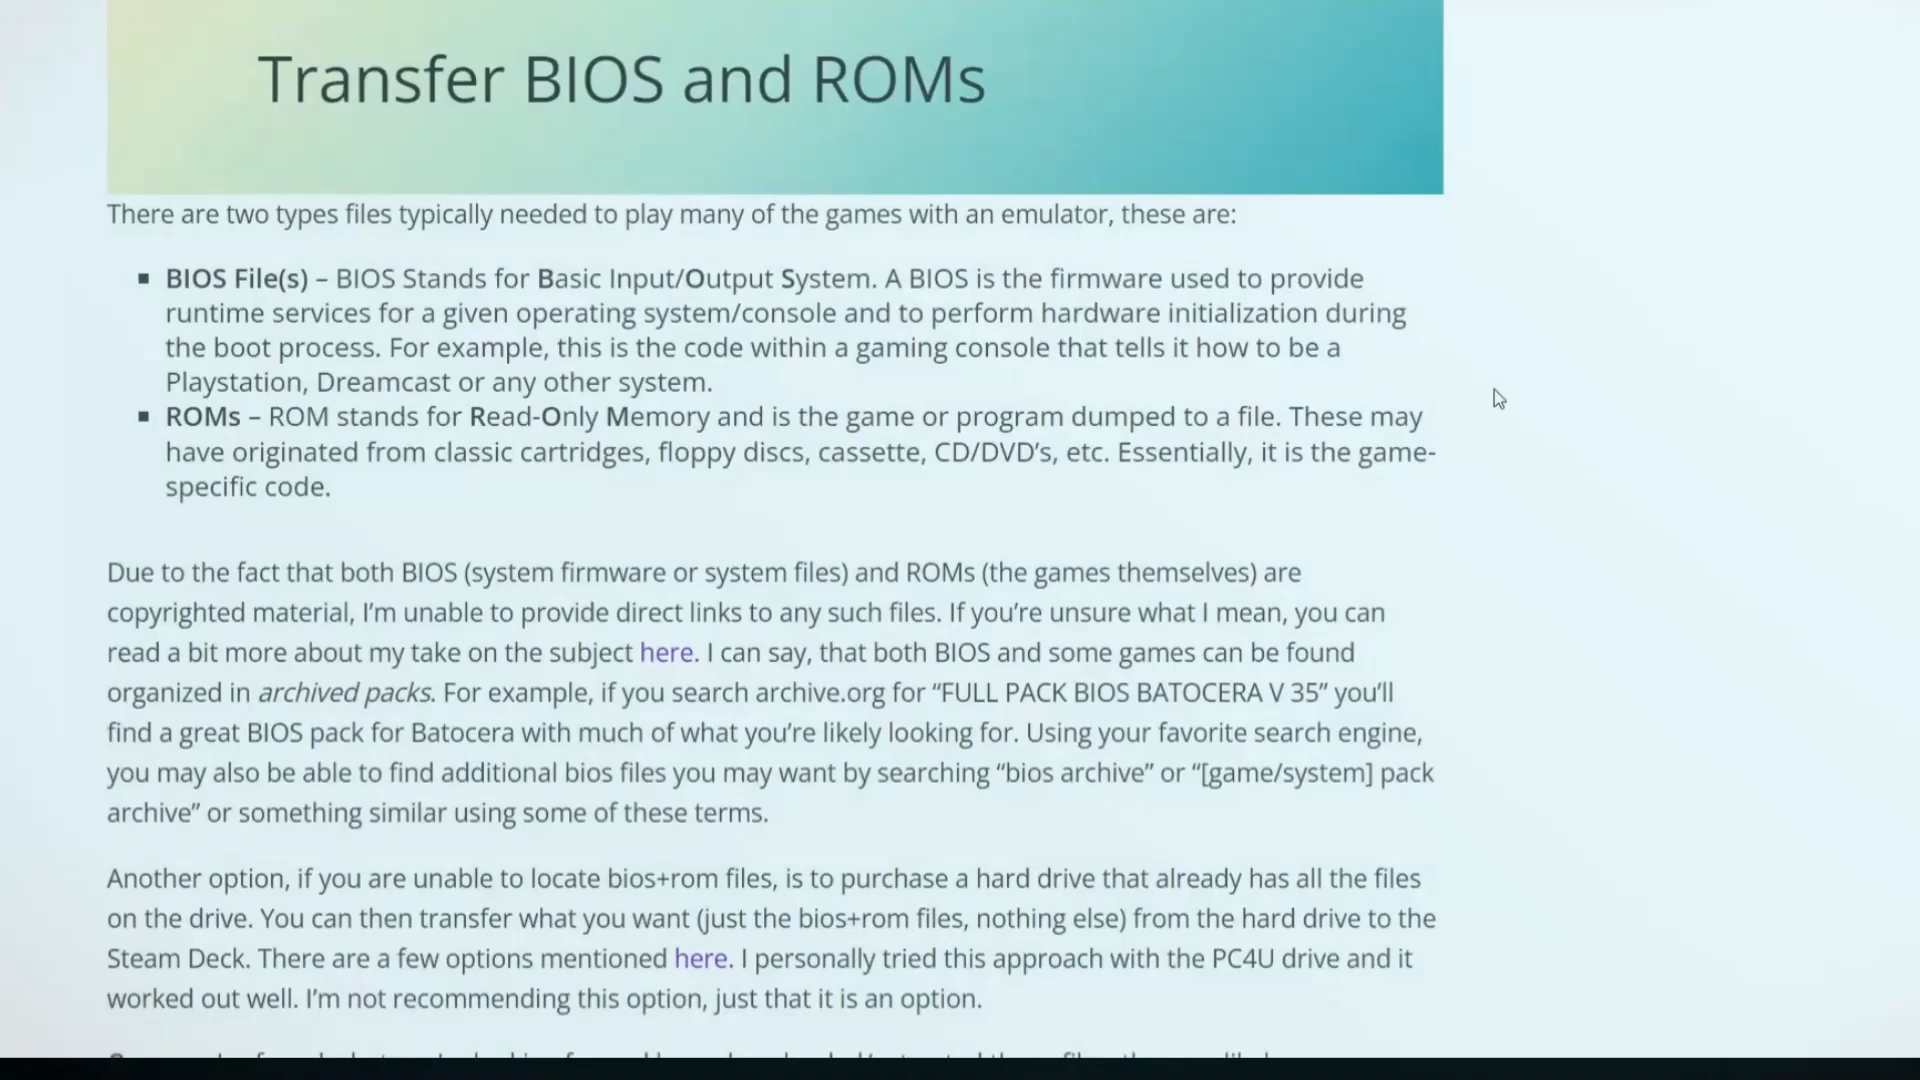 Transfer BIOS and ROMs
There are two types files typically needed to play many of the games with an emulator, these are:
▪ BIOS File(s) – BIOS Stands for Basic Input/Output System. A BIOS is the firmware used to provide
runtime services for a given operating system/console and to perform hardware initialization during
the boot process. For example, this is the code within a gaming console that tells it how to be a
Playstation, Dreamcast or any other system.
▪ ROMs – ROM stands for Read-Only Memory and is the game or program dumped to a file. These may
have originated from classic cartridges, floppy discs, cassette, CD/DVD’s, etc. Essentially, it is the game-
specific code.
Due to the fact that both BIOS (system firmware or system files) and ROMs (the games themselves) are
copyrighted material, I’m unable to provide direct links to any such files. If you’re unsure what I mean, you can
read a bit more about my take on the subject here. I can say, that both BIOS and some games can be found
organized in archived packs. For example, if you search archive.org for “FULL PACK BIOS BATOCERA V 35” you’ll
find a great BIOS pack for Batocera with much of what you’re likely looking for. Using your favorite search engine,
you may also be able to find additional bios files you may want by searching “bios archive” or “[game/system] pack
archive” or something similar using some of these terms.
Another option, if you are unable to locate bios+rom files, is to purchase a hard drive that already has all the files
on the drive. You can then transfer what you want (just the bios+rom files, nothing else) from the hard drive to the
Steam Deck. There are a few options mentioned here. I personally tried this approach with the PC4U drive and it
worked out well. I’m not recommending this option, just that it is an option.